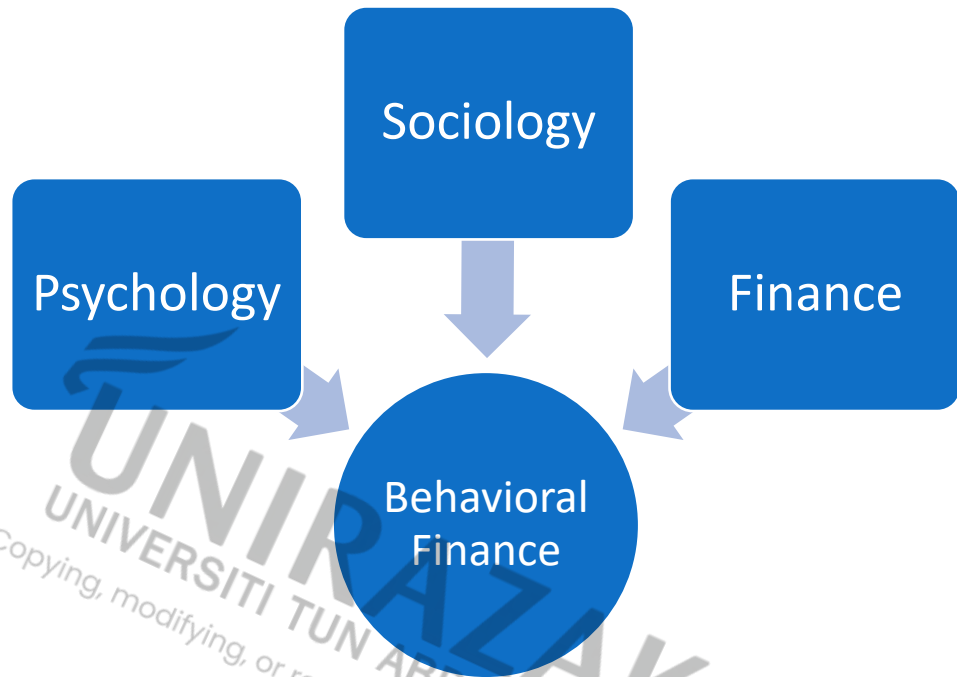 Sociology
Psychology
Finance
Behavioral
Finance
UNIRAZAK
UNIVERSITI TUN
Copying, modifying, or